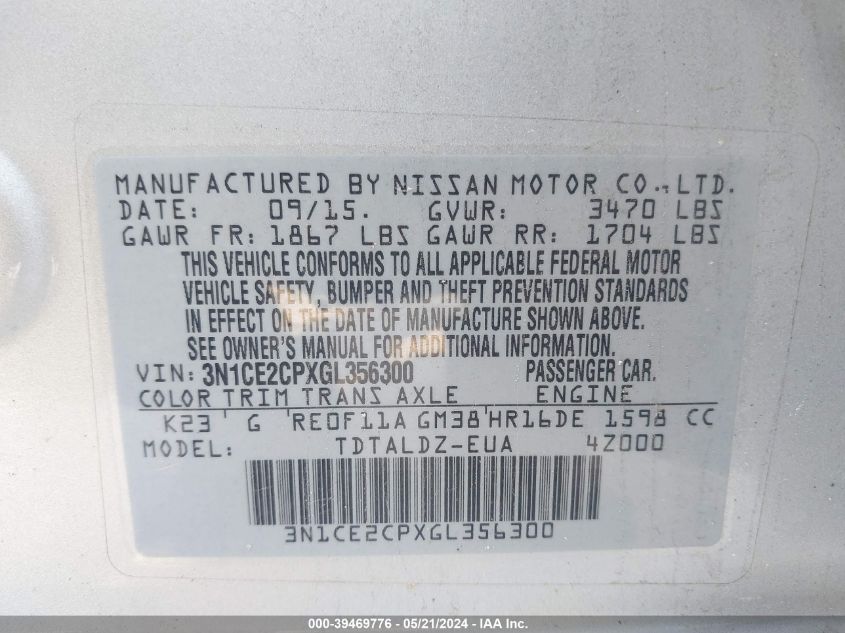 MANUFACTURED BY NISSAN MOTOR CO.,LTD.
DATE: 09/15. GVWR: 3470 LBS
GAWR FR: 1867 LBS GAWR RR: 1704 LBS
THIS VEHICLE CONFORMS TO ALL APPLICABLE FEDERAL MOTOR
VEHICLE SAFETY, BUMPER AND THEFT PREVENTION STANDARDS
IN EFFECT ON THE DATE OF MANUFACTURE SHOWN ABOVE.
SEE OWNER'S MANUAL FOR ADDITIONAL INFORMATION.
VIN: 3N1CE2CPXGL356300 PASSENGER CAR.
COLOR TRIM TRANS AXLE ENGINE
K23 G RE0F11A GM38 HR16DE 1598 CC
MODEL: TDTALDZ-EUA 4Z000
3N1CE2CPXGL356300
000-39469776 - 05/21/2024 - IAA Inc.